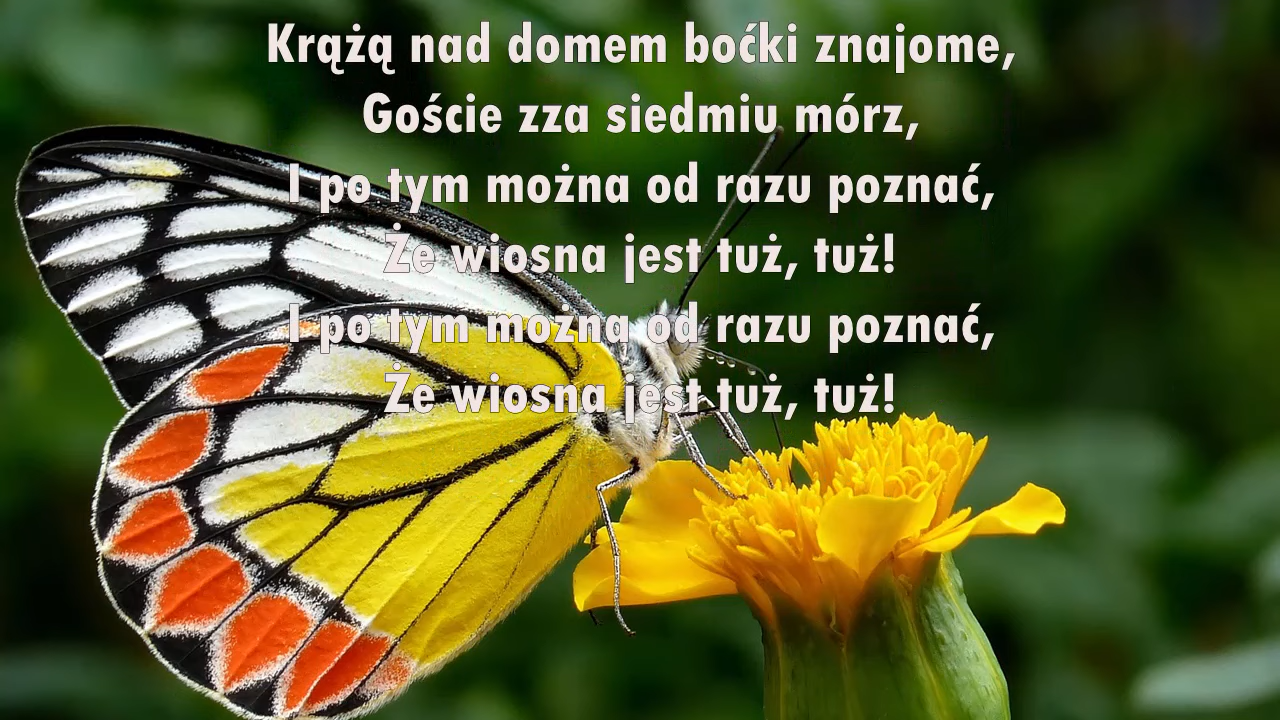 Krążą nad domem boćki znajome,
Goście zza siedmiu mórz,
I po tym można od razu poznać,
Że wiosna jest tuż, tuż!
I po tym można od razu poznać,
Że wiosna jest tuż, tuż!